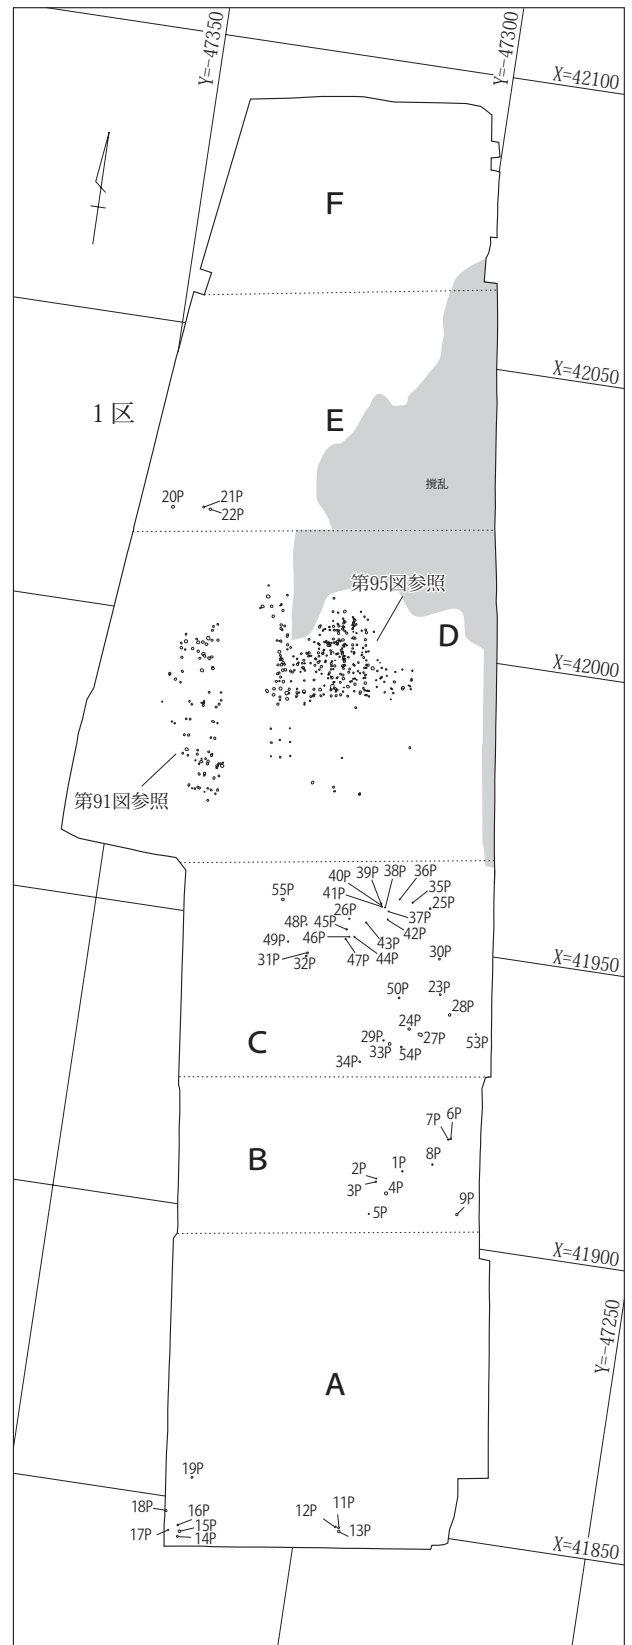 Y=-47350
Y=-47300
X=42100
F
X=42050
1区
E
撹乱
20P
21P
22P
第95図参照
D
X=42000
第91図参照
40P
39P
38P
36P
55P
41P
35P
26P
25P
48P
45P
37P
42P
49P
46P
43P
31P
32P
47P
44P
30P
X=41950
50P
23P
28P
24P
C
29P
27P
53P
33P
54P
34P
7P
6P
B
8P
2P
1P
3P
4P
9P
5P
X=41900
Y=-47250
A
19P
18P
16P
12P
11P
17P
15P
13P
14P
X=41850